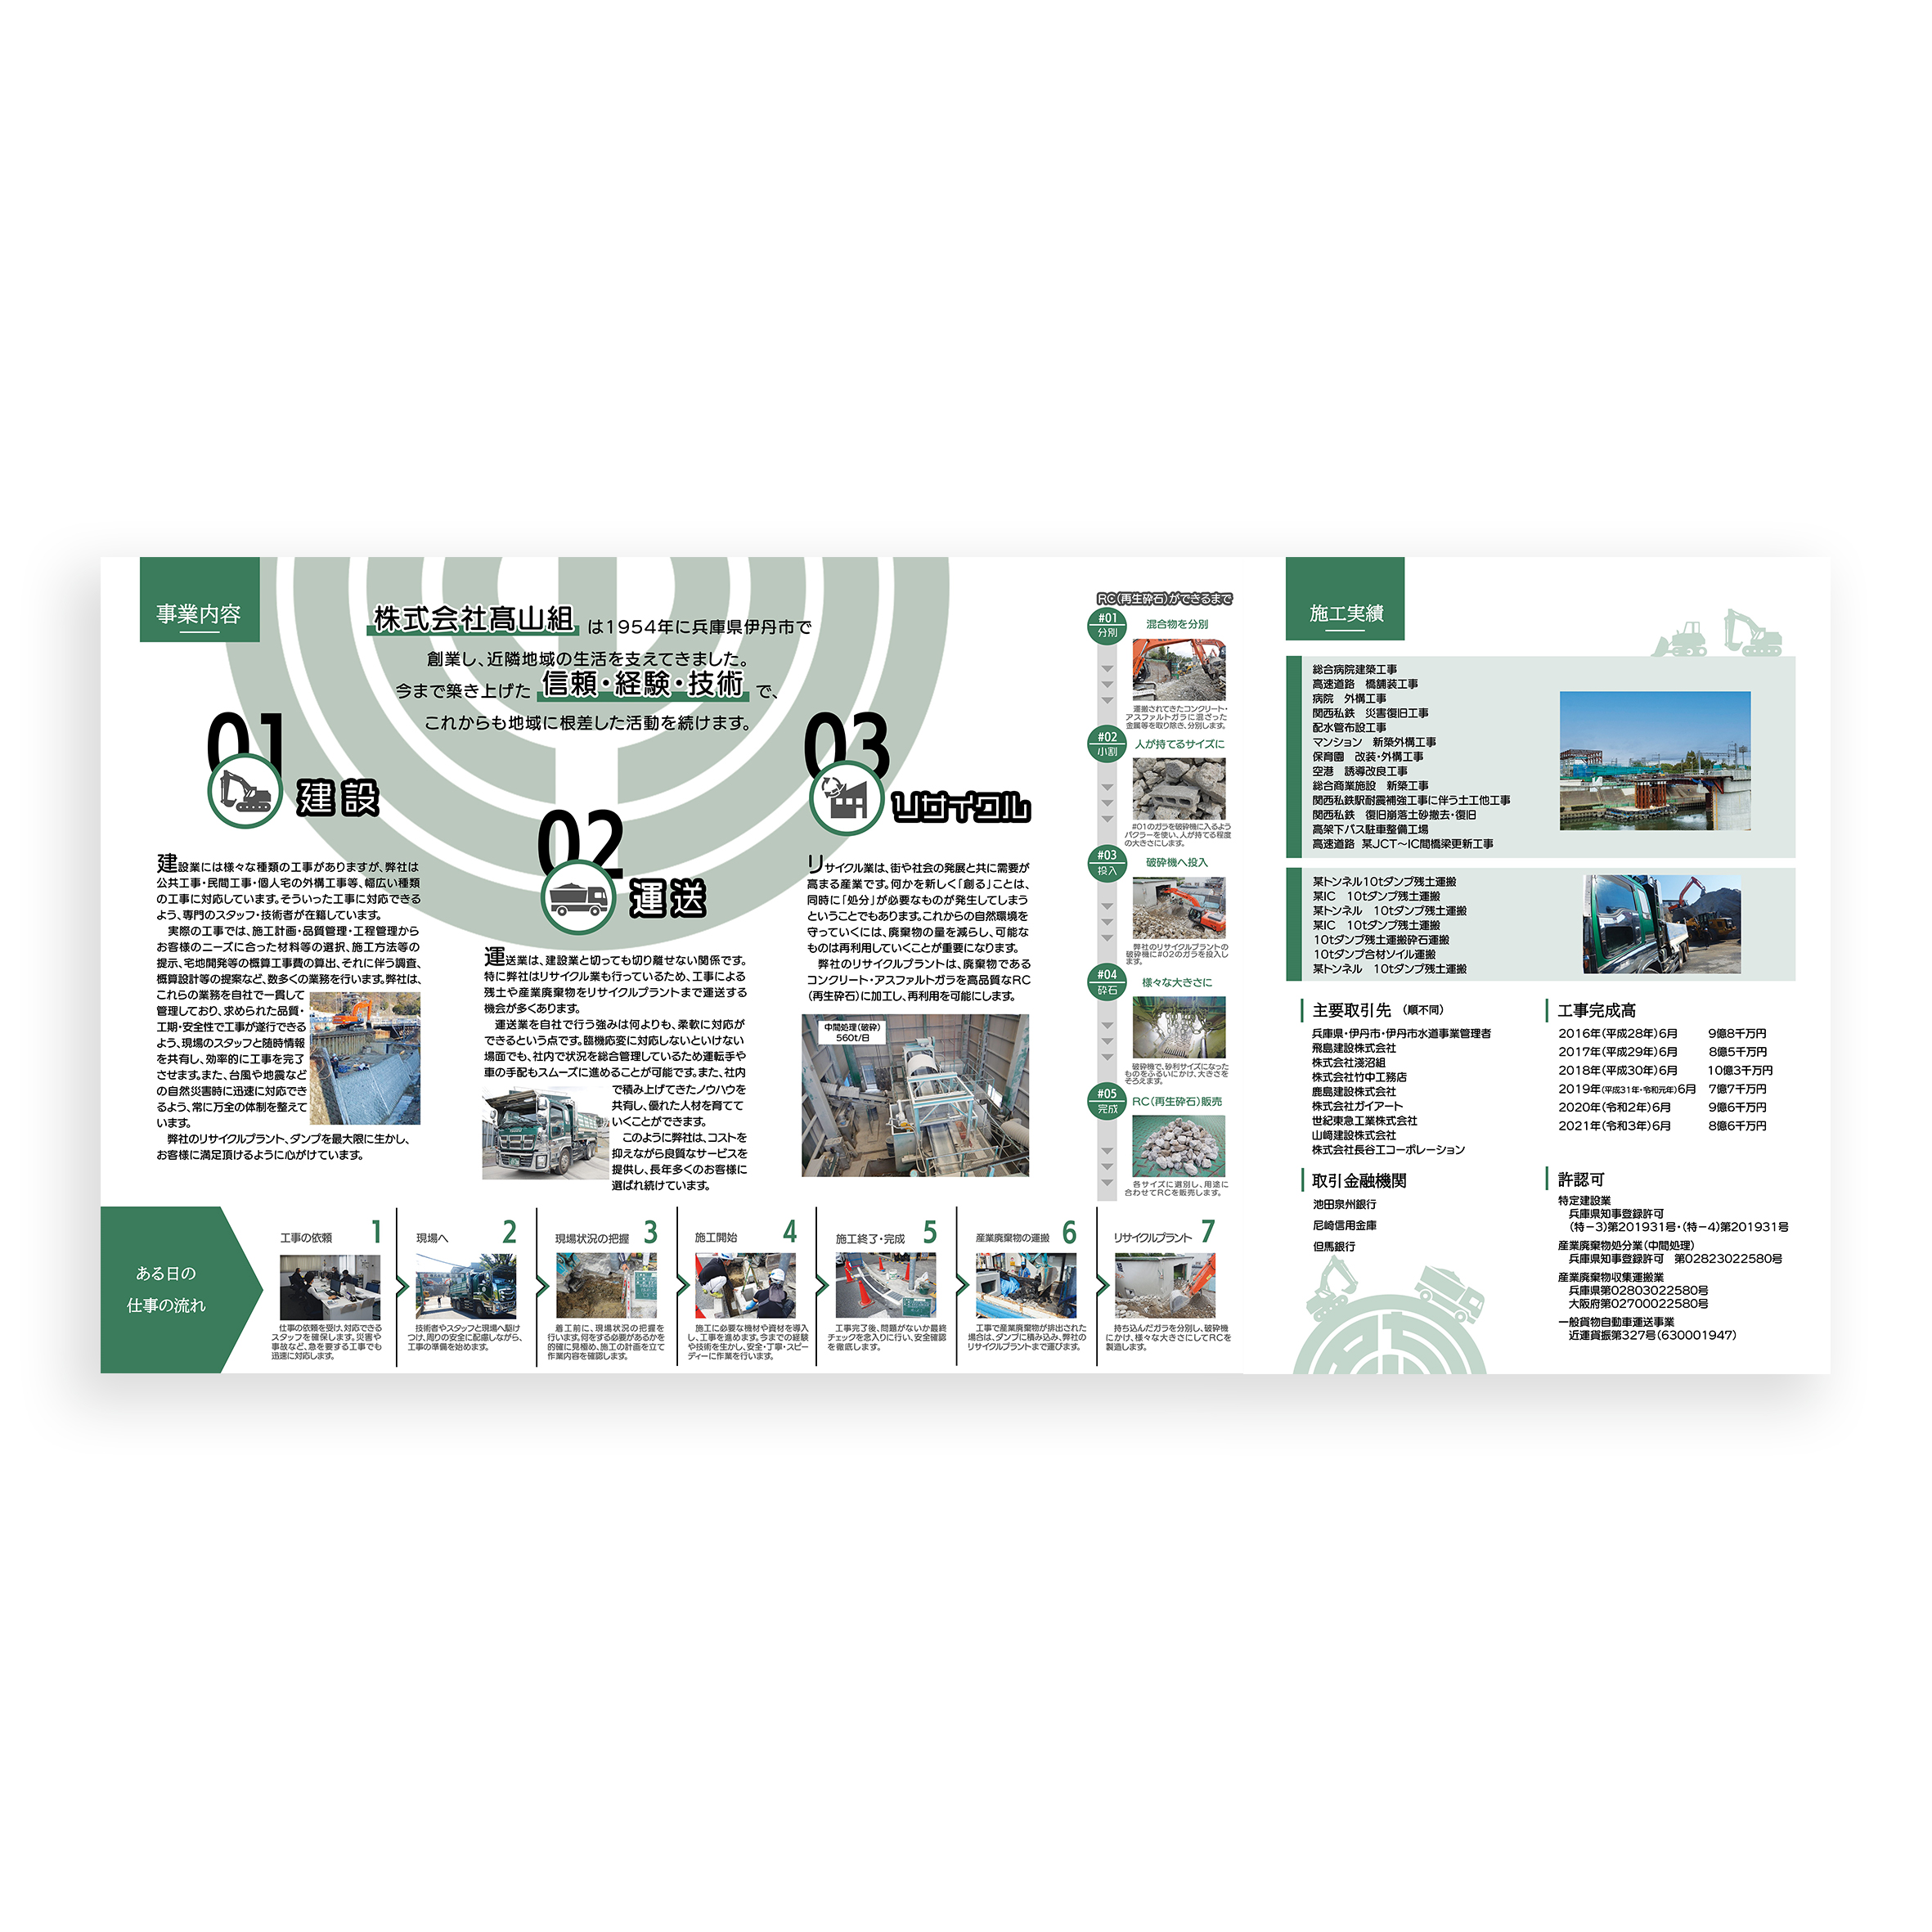 事業内容
株式会社髙山組 は1954年に兵庫県伊丹市で
創業し、近隣地域の生活を支えてきました。
今まで築き上げた 信頼・経験・技術 で、
これからも地域に根差した活動を続けます。
01
建設
建設業には様々な種類の工事がありますが、弊社は
公共工事・民間工事・個人宅の外構工事等、幅広い種類
の工事に対応しています。そういった工事に対応できる
よう、専門のスタッフ・技術者が在籍しています。
実際の工事では、施工計画・品質管理・工程管理から
お客様のニーズに合った材料等の選択、施工方法等の
提示、宅地開発等の概算工事費の算出、それに伴う調査、
概算設計等の提案など、数多くの業務を行います。弊社は、
これらの業務を自社で一貫して
管理しており、求められた品質・
工期・安全性で工事が遂行できる
よう、現場のスタッフと随時情報
を共有し、効率的に工事を完了
させます。また、台風や地震など
の自然災害時に迅速に対応でき
るよう、常に万全の体制を整えて
います。
弊社のリサイクルプラント、ダンプを最大限に生かし、
お客様に満足頂けるように心がけています。
02
運送
運送業は、建設業と切っても切り離せない関係です。
特に弊社はリサイクル業も行っているため、工事による
残土や産業廃棄物をリサイクルプラントまで運送する
機会が多くあります。
運送業を自社で行う強みは何よりも、柔軟に対応が
できるという点です。臨機応変に対応しないといけない
場面でも、社内で状況を総合管理しているため運転手や
車の手配もスムーズに進めることが可能です。また、社内
で積み上げてきたノウハウを
共有し、優れた人材を育てて
いくことができます。
このように弊社は、コストを
抑えながら良質なサービスを
提供し、長年多くのお客様に
選ばれ続けています。
03
リサイクル
リサイクル業は、街や社会の発展と共に需要が
高まる産業です。何かを新しく「創る」ことは、
同時に「処分」が必要なものが発生してしまう
ということでもあります。これからの自然環境を
守っていくには、廃棄物の量を減らし、可能な
ものは再利用していくことが重要になります。
弊社のリサイクルプラントは、廃棄物である
コンクリート・アスファルトガラを高品質なRC
(再生砕石)に加工し、再利用を可能にします。
中間処理(破砕)
560t/日
RC(再生砕石)ができるまで
#01
分別
混合物を分別
運搬されてきたコンクリート・
アスファルトガラに混ざった
金属等を取り除き、分別します。
#02
小割
人が持てるサイズに
#01のガラを破砕機に入るよう
パクラーを使い、人が持てる程度
の大きさにします。
#03
投入
破砕機へ投入
弊社のリサイクルプラントの
破砕機に#02のガラを投入し
ます。
#04
砕石
様々な大きさに
破砕機で、砂利サイズになった
ものをふるいにかけ、大きさを
そろえます。
#05
完成
RC(再生砕石)販売
各サイズに選別し、用途に
合わせてRCを販売します。
ある日の
仕事の流れ
工事の依頼 1
仕事の依頼を受け、対応できる
スタッフを確保します。災害や
事故など、急を要する工事でも
迅速に対応します。
現場へ 2
技術者やスタッフと現場へ駆け
つけ、周りの安全に配慮しながら、
工事の準備を始めます。
現場状況の把握 3
着工前に、現場状況の把握を
行います。何をする必要があるかを
的確に見極め、施工の計画を立て
作業内容を確認します。
施工開始 4
施工に必要な機材や資材を導入
し、工事を進めます。今までの経験
や技術を生かし、安全・丁寧・スピー
ディーに作業を行います。
施工終了・完成 5
工事完了後、問題がないか最終
チェックを念入りに行い、安全確認
を徹底します。
産業廃棄物の運搬 6
工事で産業廃棄物が排出された
場合は、ダンプに積み込み、弊社の
リサイクルプラントまで運びます。
リサイクルプラント 7
持ち込んだガラを分別し、破砕機
にかけ、様々な大きさにしてRCを
製造します。
施工実績
総合病院建築工事
高速道路 橋舗装工事
病院 外構工事
関西私鉄 災害復旧工事
配水管布設工事
マンション 新築外構工事
保育園 改装・外構工事
空港 誘導改良工事
総合商業施設 新築工事
関西私鉄駅耐震補強工事に伴う土工他工事
関西私鉄 復旧崩落土砂撤去・復旧
高架下バス駐車整備工場
高速道路 某JCT～IC間橋梁更新工事
某トンネル10tダンプ残土運搬
某IC 10tダンプ残土運搬
某トンネル 10tダンプ残土運搬
某IC 10tダンプ残土運搬
10tダンプ残土運搬砕石運搬
10tダンプ合材ソイル運搬
某トンネル 10tダンプ残土運搬
主要取引先 (順不同)
兵庫県・伊丹市・伊丹市水道事業管理者
飛島建設株式会社
株式会社淺沼組
株式会社竹中工務店
鹿島建設株式会社
株式会社ガイアート
世紀東急工業株式会社
山﨑建設株式会社
株式会社長谷工コーポレーション
取引金融機関
池田泉州銀行
尼崎信用金庫
但馬銀行
工事完成高
2016年(平成28年)6月 9億8千万円
2017年(平成29年)6月 8億5千万円
2018年(平成30年)6月 10億3千万円
2019年(平成31年・令和元年)6月 7億7千万円
2020年(令和2年)6月 9億6千万円
2021年(令和3年)6月 8億6千万円
許認可
特定建設業
兵庫県知事登録許可
(特-3)第201931号・(特-4)第201931号
産業廃棄物処分業(中間処理)
兵庫県知事登録許可 第02823022580号
産業廃棄物収集運搬業
兵庫県第02803022580号
大阪府第02700022580号
一般貨物自動車運送事業
近運貨振第327号(630001947)